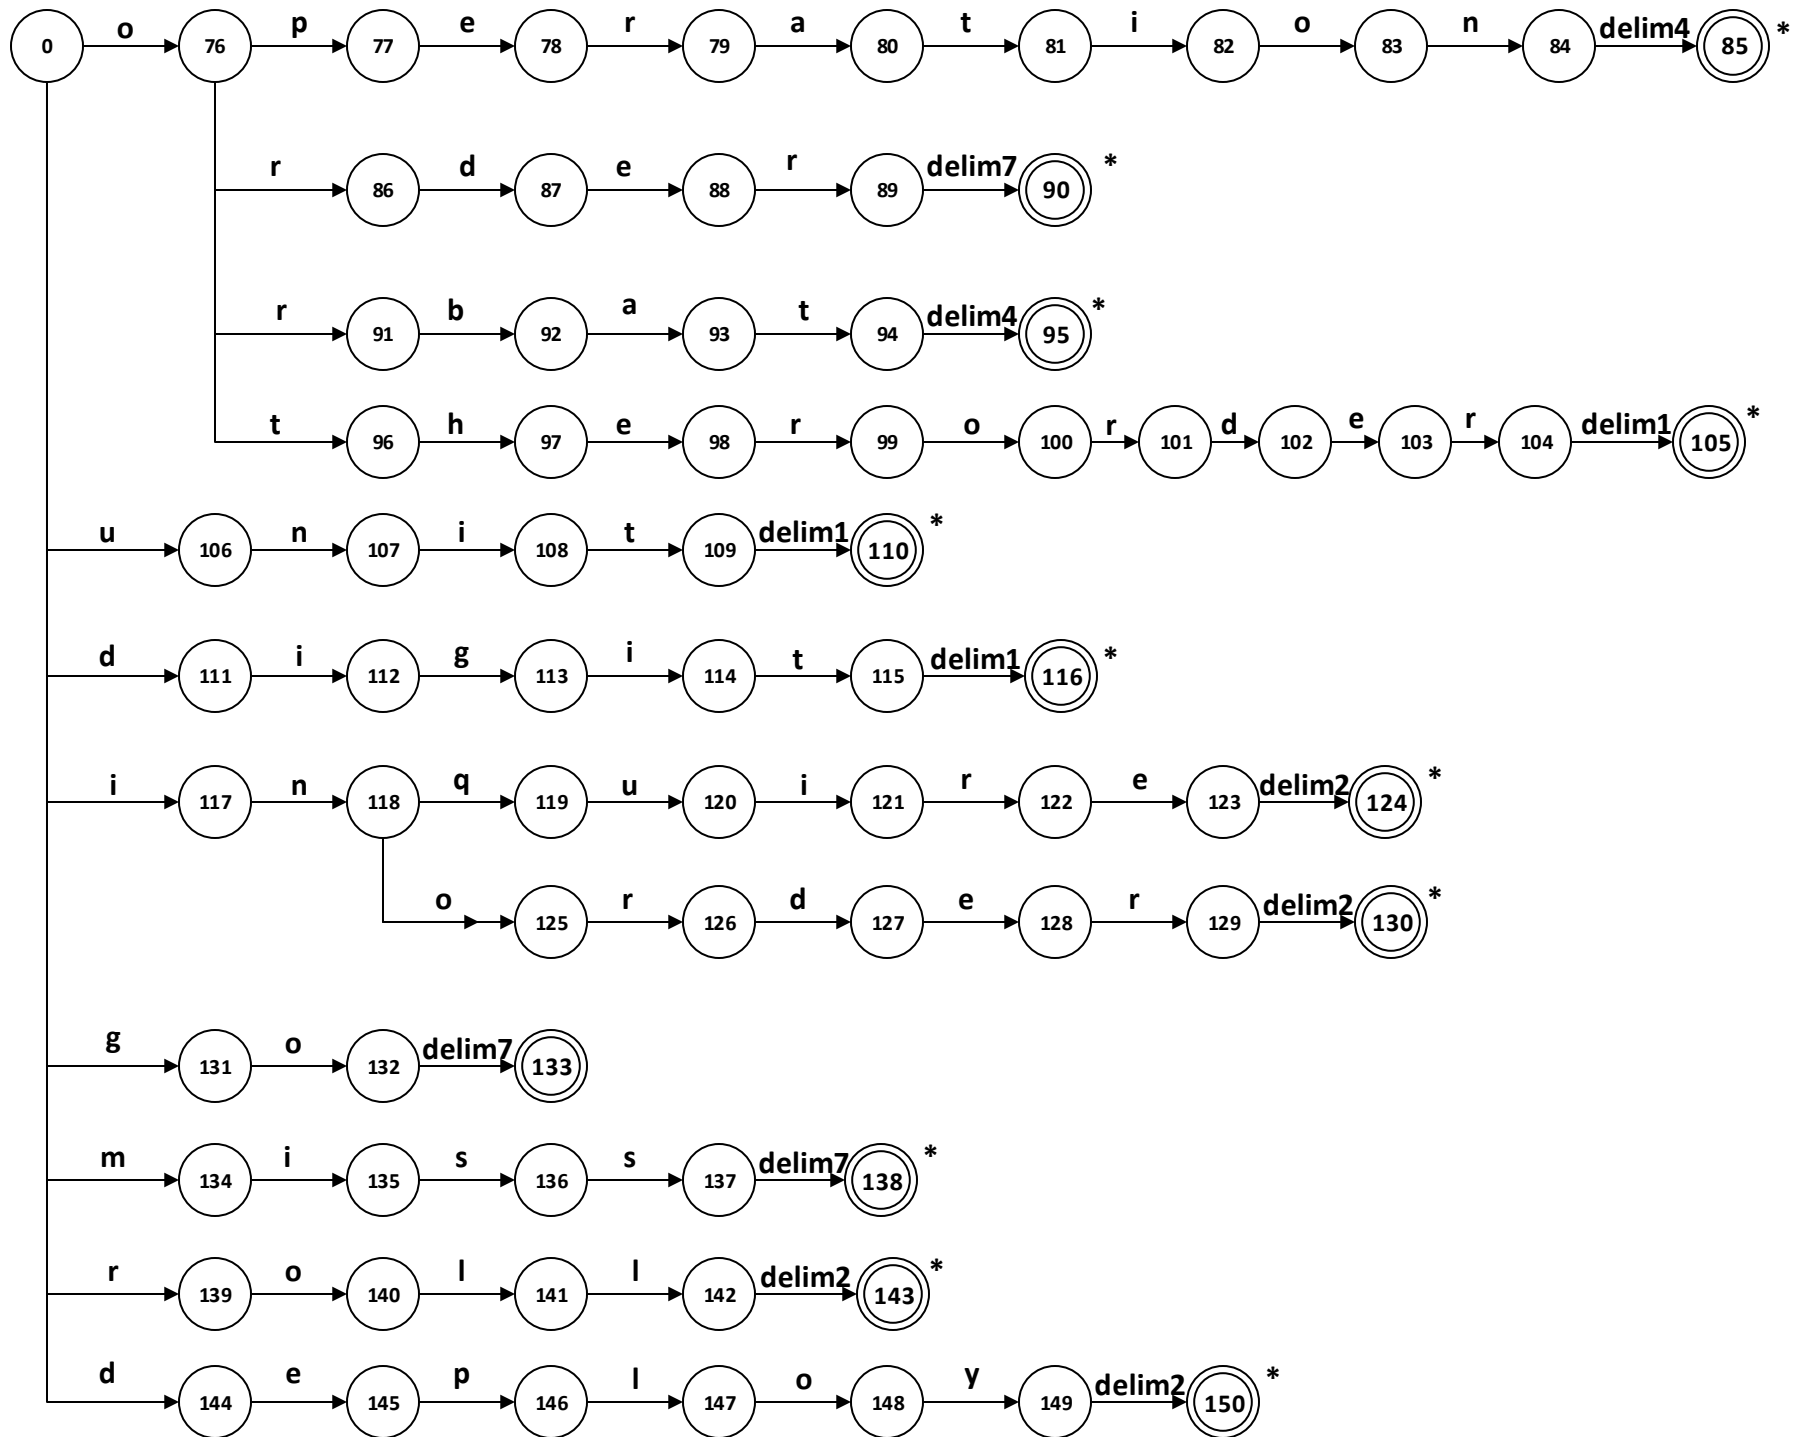 o p e r a t i o n delim4 *
0 76 77 78 79 80 81 82 83 84 85
r d e r delim7 *
86 87 88 89 90
r b a t delim4 *
91 92 93 94 95
t h e r o r d e r delim1 *
96 97 98 99 100 101 102 103 104 105
u n i t delim1 *
106 107 108 109 110
d i g i t delim1 *
111 112 113 114 115 116
i n q u i r e delim2 *
117 118 119 120 121 122 123 124
o r d e r delim2 *
125 126 127 128 129 130
g o delim7
131 132 133
m i s s delim7 *
134 135 136 137 138
r o l l delim2 *
139 140 141 142 143
d e p l o y delim2 *
144 145 146 147 148 149 150